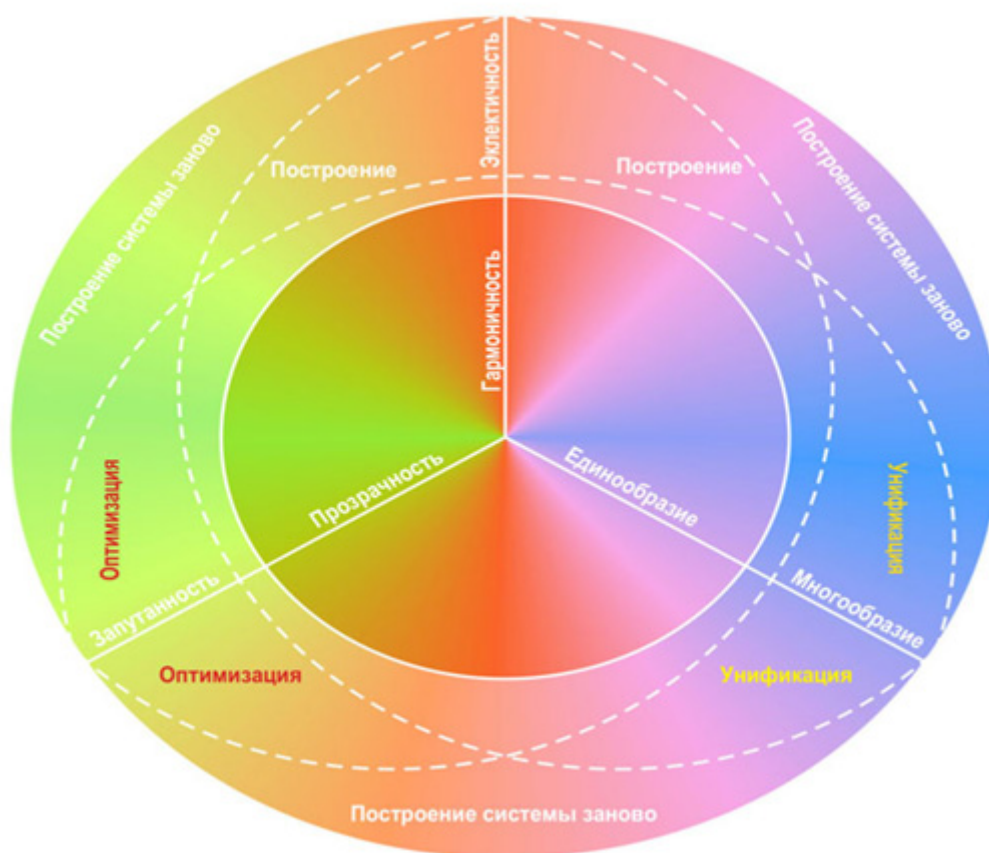 Эклектичность
Построение
Построение
Построение системы заново
Построение системы заново
Гармоничность
Прозрачность
Единообразие
Оптимизация
Унификация
Запутанность
Многообразие
Оптимизация
Унификация
Построение системы заново